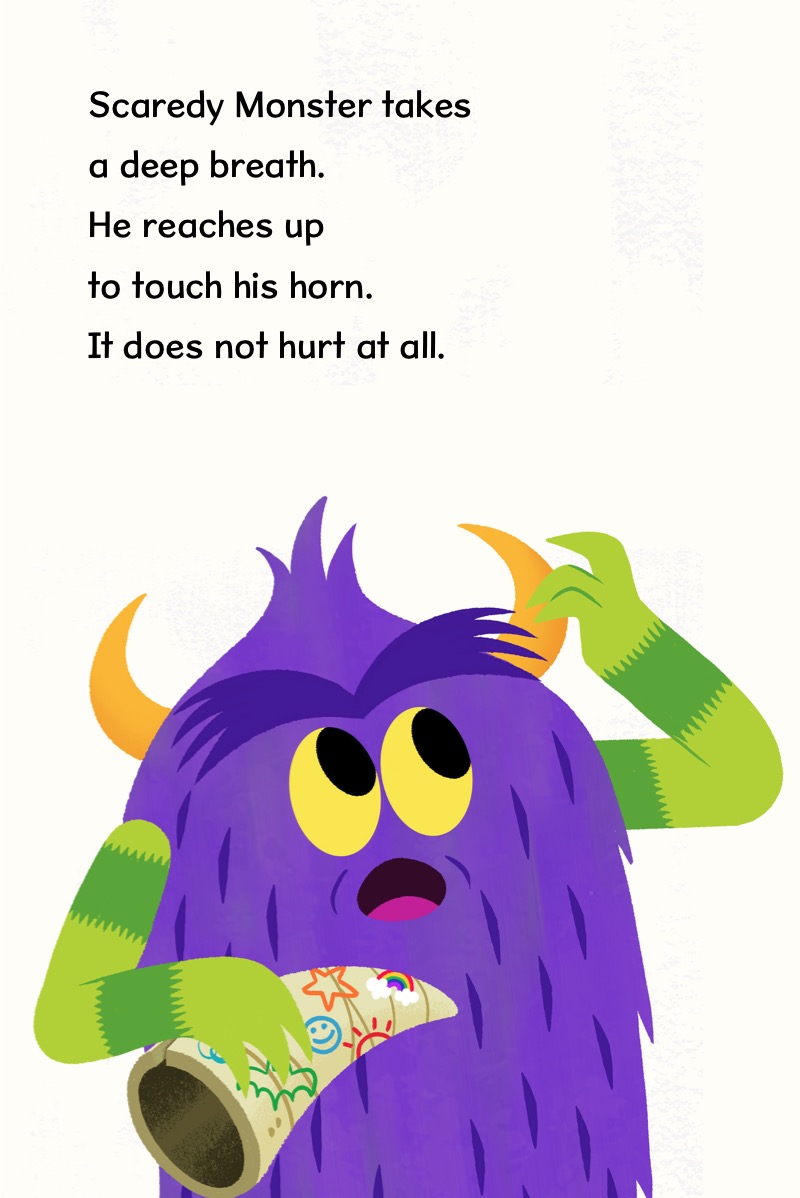 Scaredy Monster takes
a deep breath.
He reaches up
to touch his horn.
It does not hurt at all.